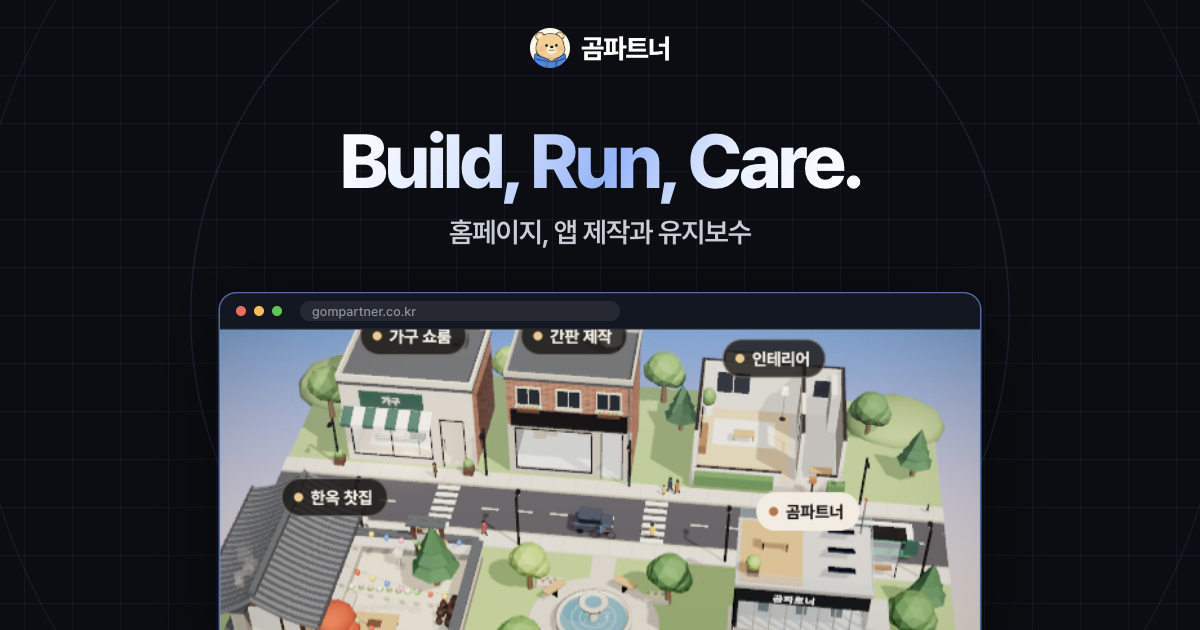 곰파트너
Build, Run, Care.
홈페이지, 앱 제작과 유지보수
gompartner.co.kr
가구 쇼룸
간판 제작
인테리어
가구
한옥 찻집
곰파트너
곰파트너